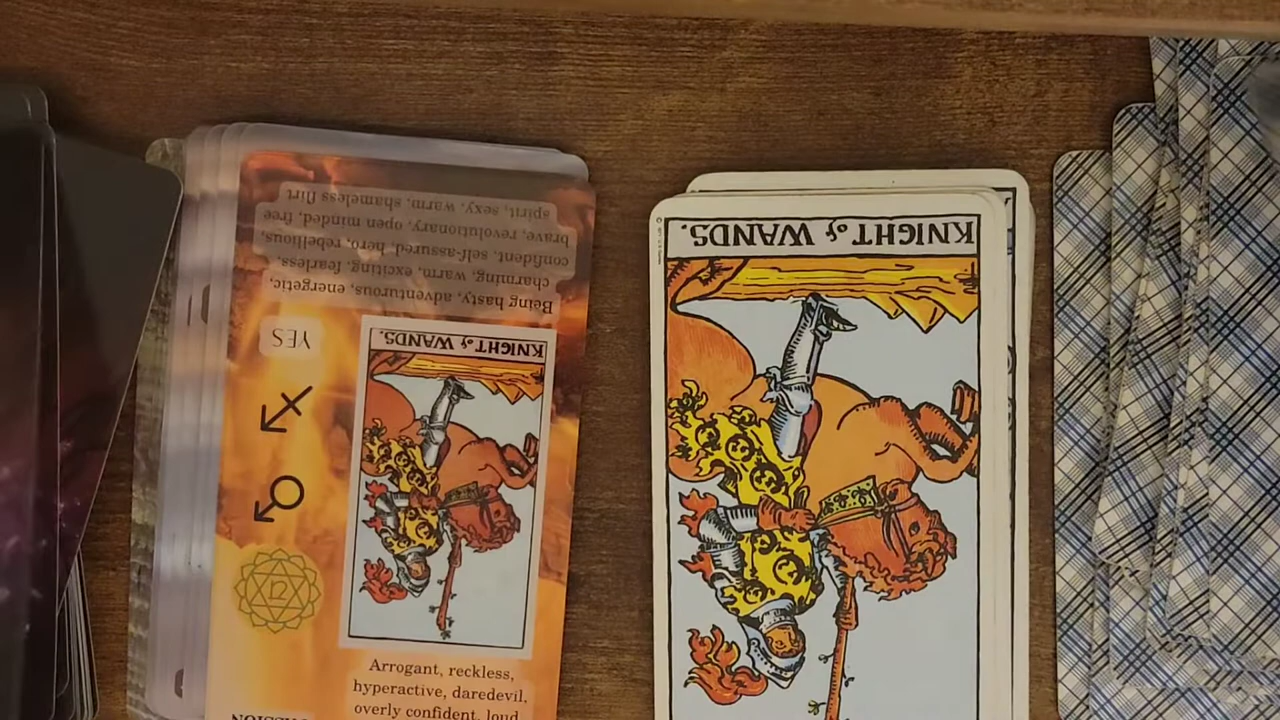 Being hasty, adventurous, energetic,
charming, warm, exciting, fearless,
confident, self-assured, hero, rebellious,
brave, revolutionary, open minded, free
spirit, sexy, warm, shameless flirt
YES
KNIGHT of WANDS.
Arrogant, reckless,
hyperactive, daredevil,
overly confident, loud
KNIGHT of WANDS.